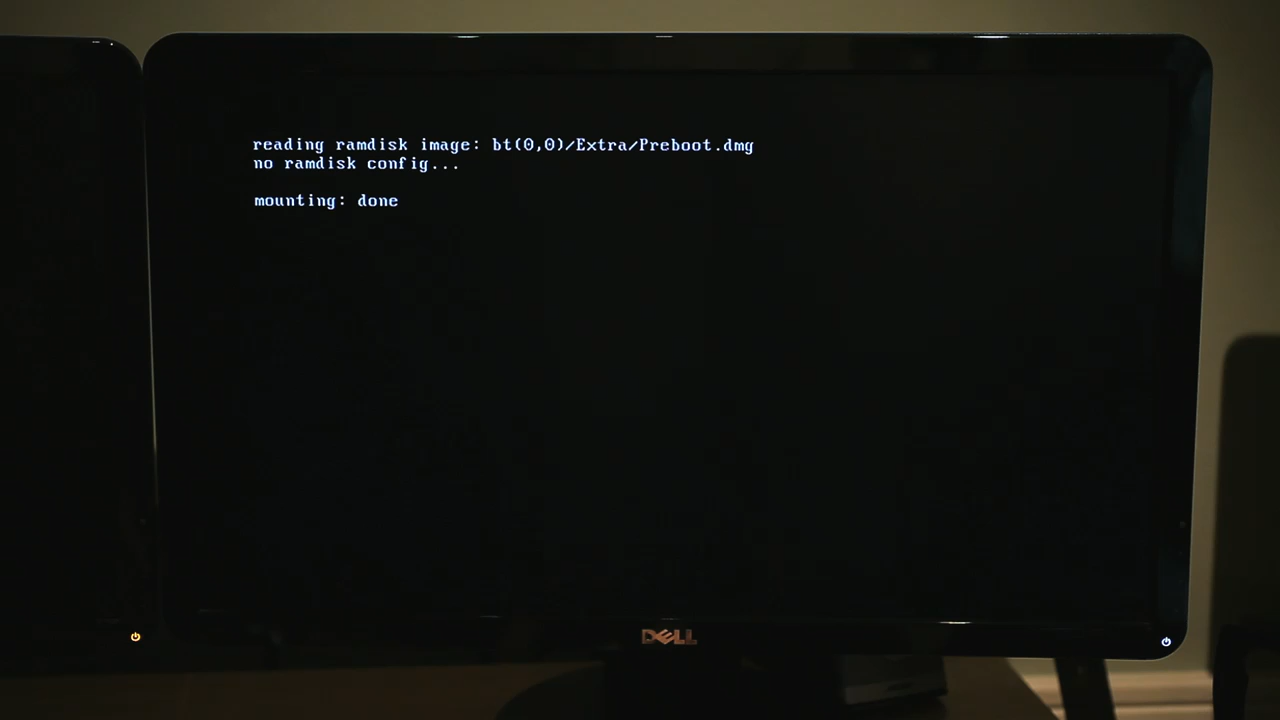 reading ramdisk image: bt(0,0)/Extra/Preboot.dmg
no ramdisk config...
mounting: done
DELL